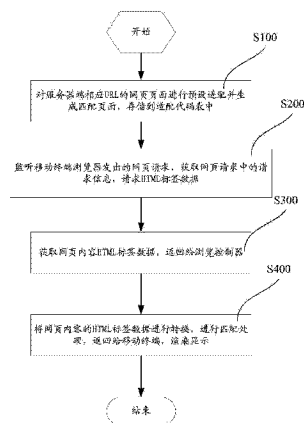 开始
S100
对服务器端相应URL的网页页面进行预设适配并生
成匹配页面，存储到适配代码表中
S200
监听移动终端浏览器发出的网页请求，获取网页请求中的请
求信息，请求HTML标签数据
S300
获取网页内容HTML标签数据，返回给浏览控制器
S400
将网页内容的HTML标签数据进行转换，进行匹配处
理，返回给移动终端，渲染显示
结束